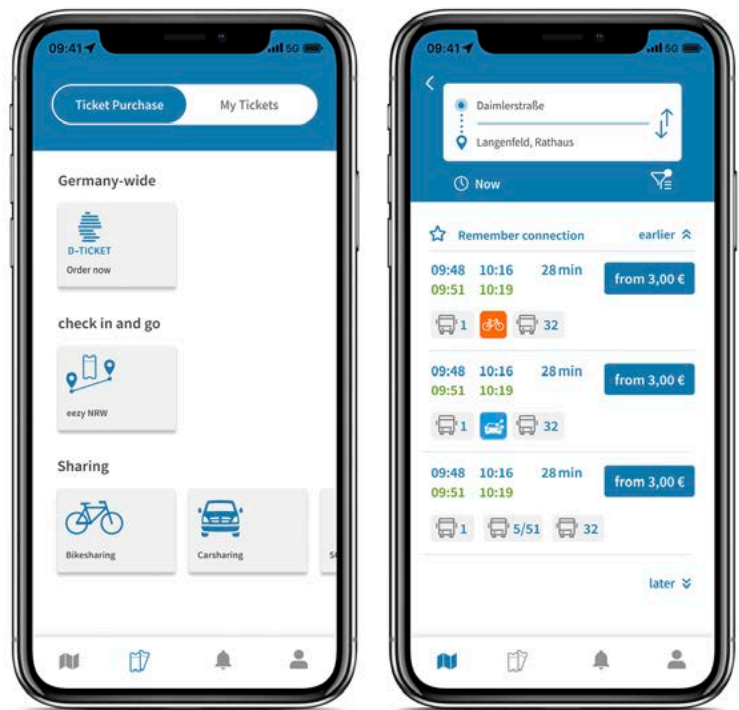 09:41
5G
Ticket Purchase
My Tickets
Germany-wide
D-TICKET
Order now
check in and go
eezy NRW
Sharing
Bikesharing
Carsharing
09:41
5G
Daimlerstraße
Langenfeld, Rathaus
Now
Remember connection earlier
09:48 10:16 28 min from 3,00 €
09:51 10:19
1 32
09:48 10:16 28 min from 3,00 €
09:51 10:19
1 32
09:48 10:16 28 min from 3,00 €
09:51 10:19
1 5/51 32
later